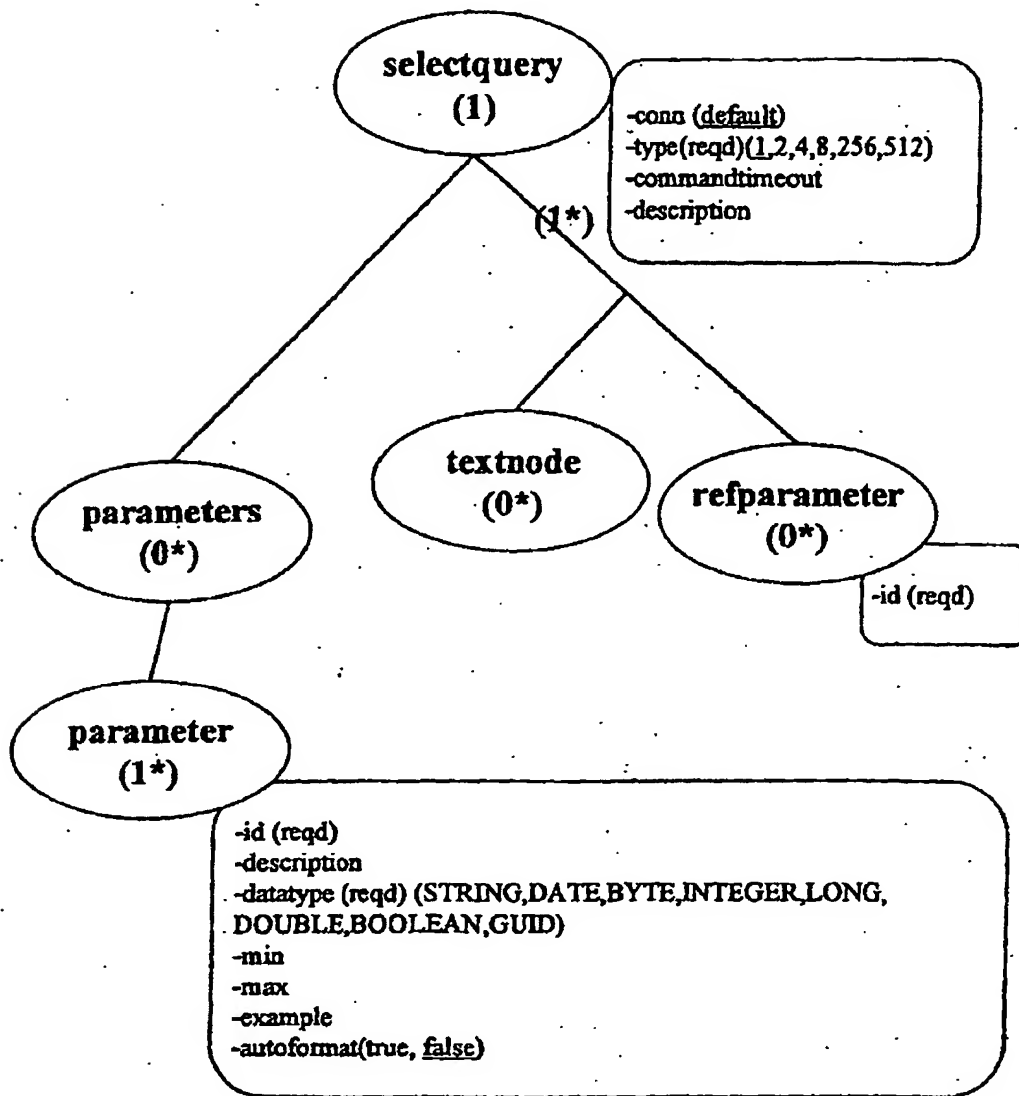 selectquery
(1)
-conn (default)
-type(reqd)(1,2,4,8,256,512)
-commandtimeout
-description
(1*)
textnode
(0*)
refparameter
(0*)
-id (reqd)
parameters
(0*)
parameter
(1*)
-id (reqd)
-description
-datatype (reqd) (STRING,DATE,BYTE,INTEGER,LONG,
DOUBLE,BOOLEAN,GUID)
-min
-max
-example
-autoformat(true, false)